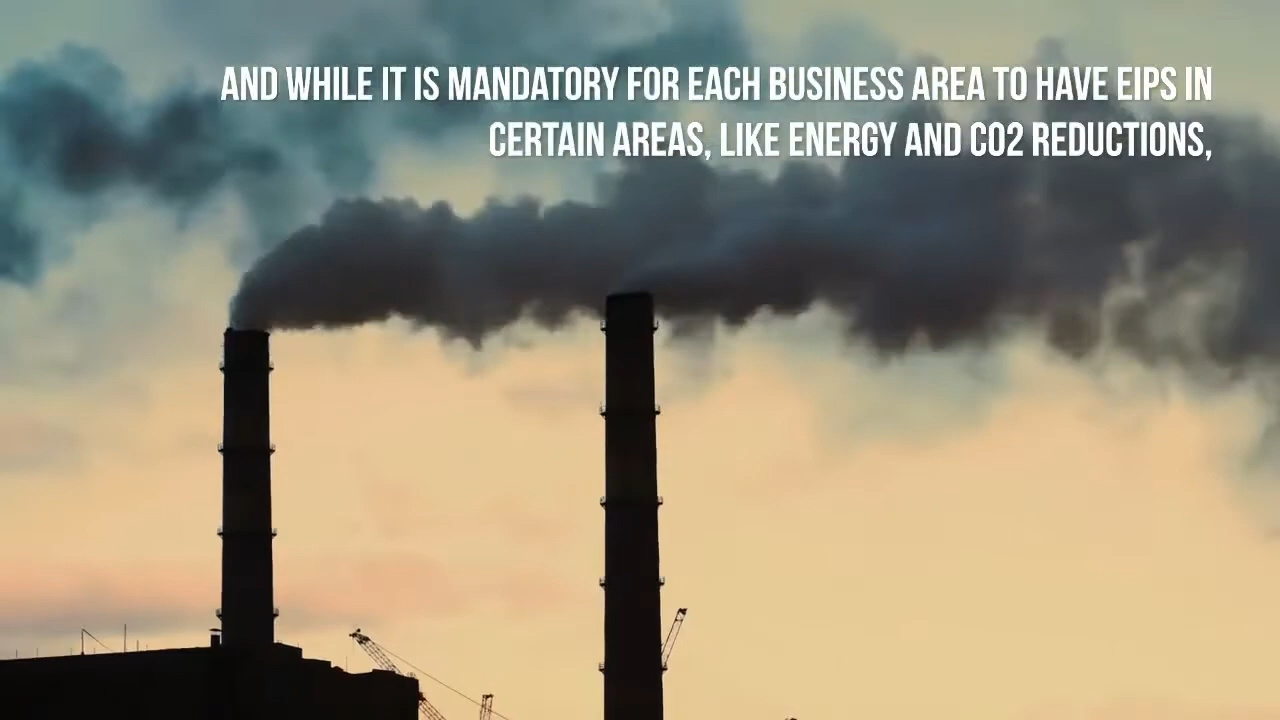 AND WHILE IT IS MANDATORY FOR EACH BUSINESS AREA TO HAVE EIPS IN
CERTAIN AREAS, LIKE ENERGY AND CO2 REDUCTIONS,